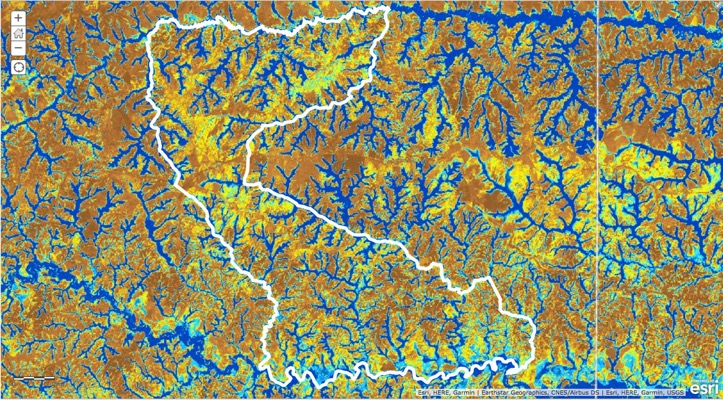 +
−
Esri, HERE, Garmin | Earthstar Geographics, CNES/Airbus DS | Esri, HERE, Garmin, USGS
esri